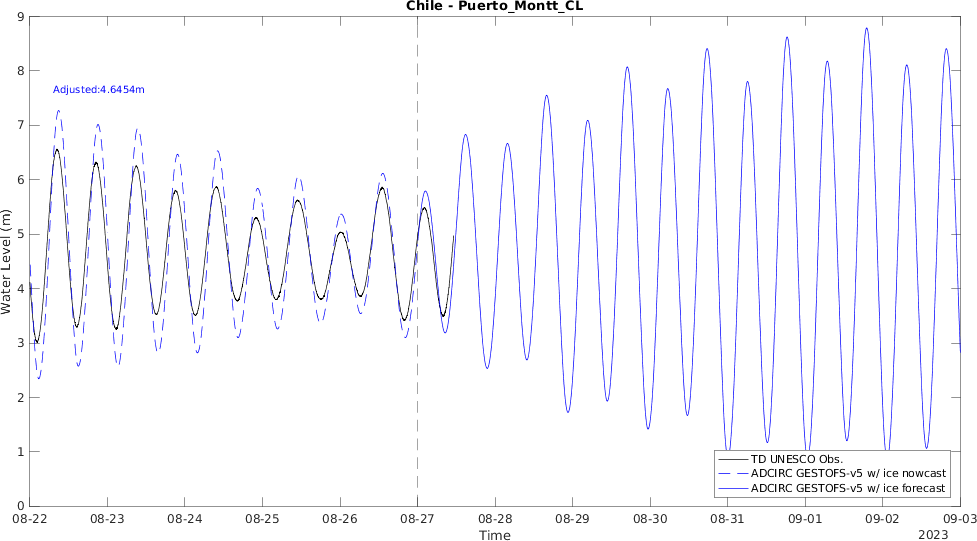 Chile - Puerto_Montt_CL
9
8
7
6
5
4
3
2
1
0
Water Level (m)
Adjusted:4.6454m
TD UNESCO Obs.
ADCIRC GESTOFS-v5 w/ ice nowcast
ADCIRC GESTOFS-v5 w/ ice forecast
08-22 08-23 08-24 08-25 08-26 08-27 08-28 08-29 08-30 08-31 09-01 09-02 09-03
Time
2023